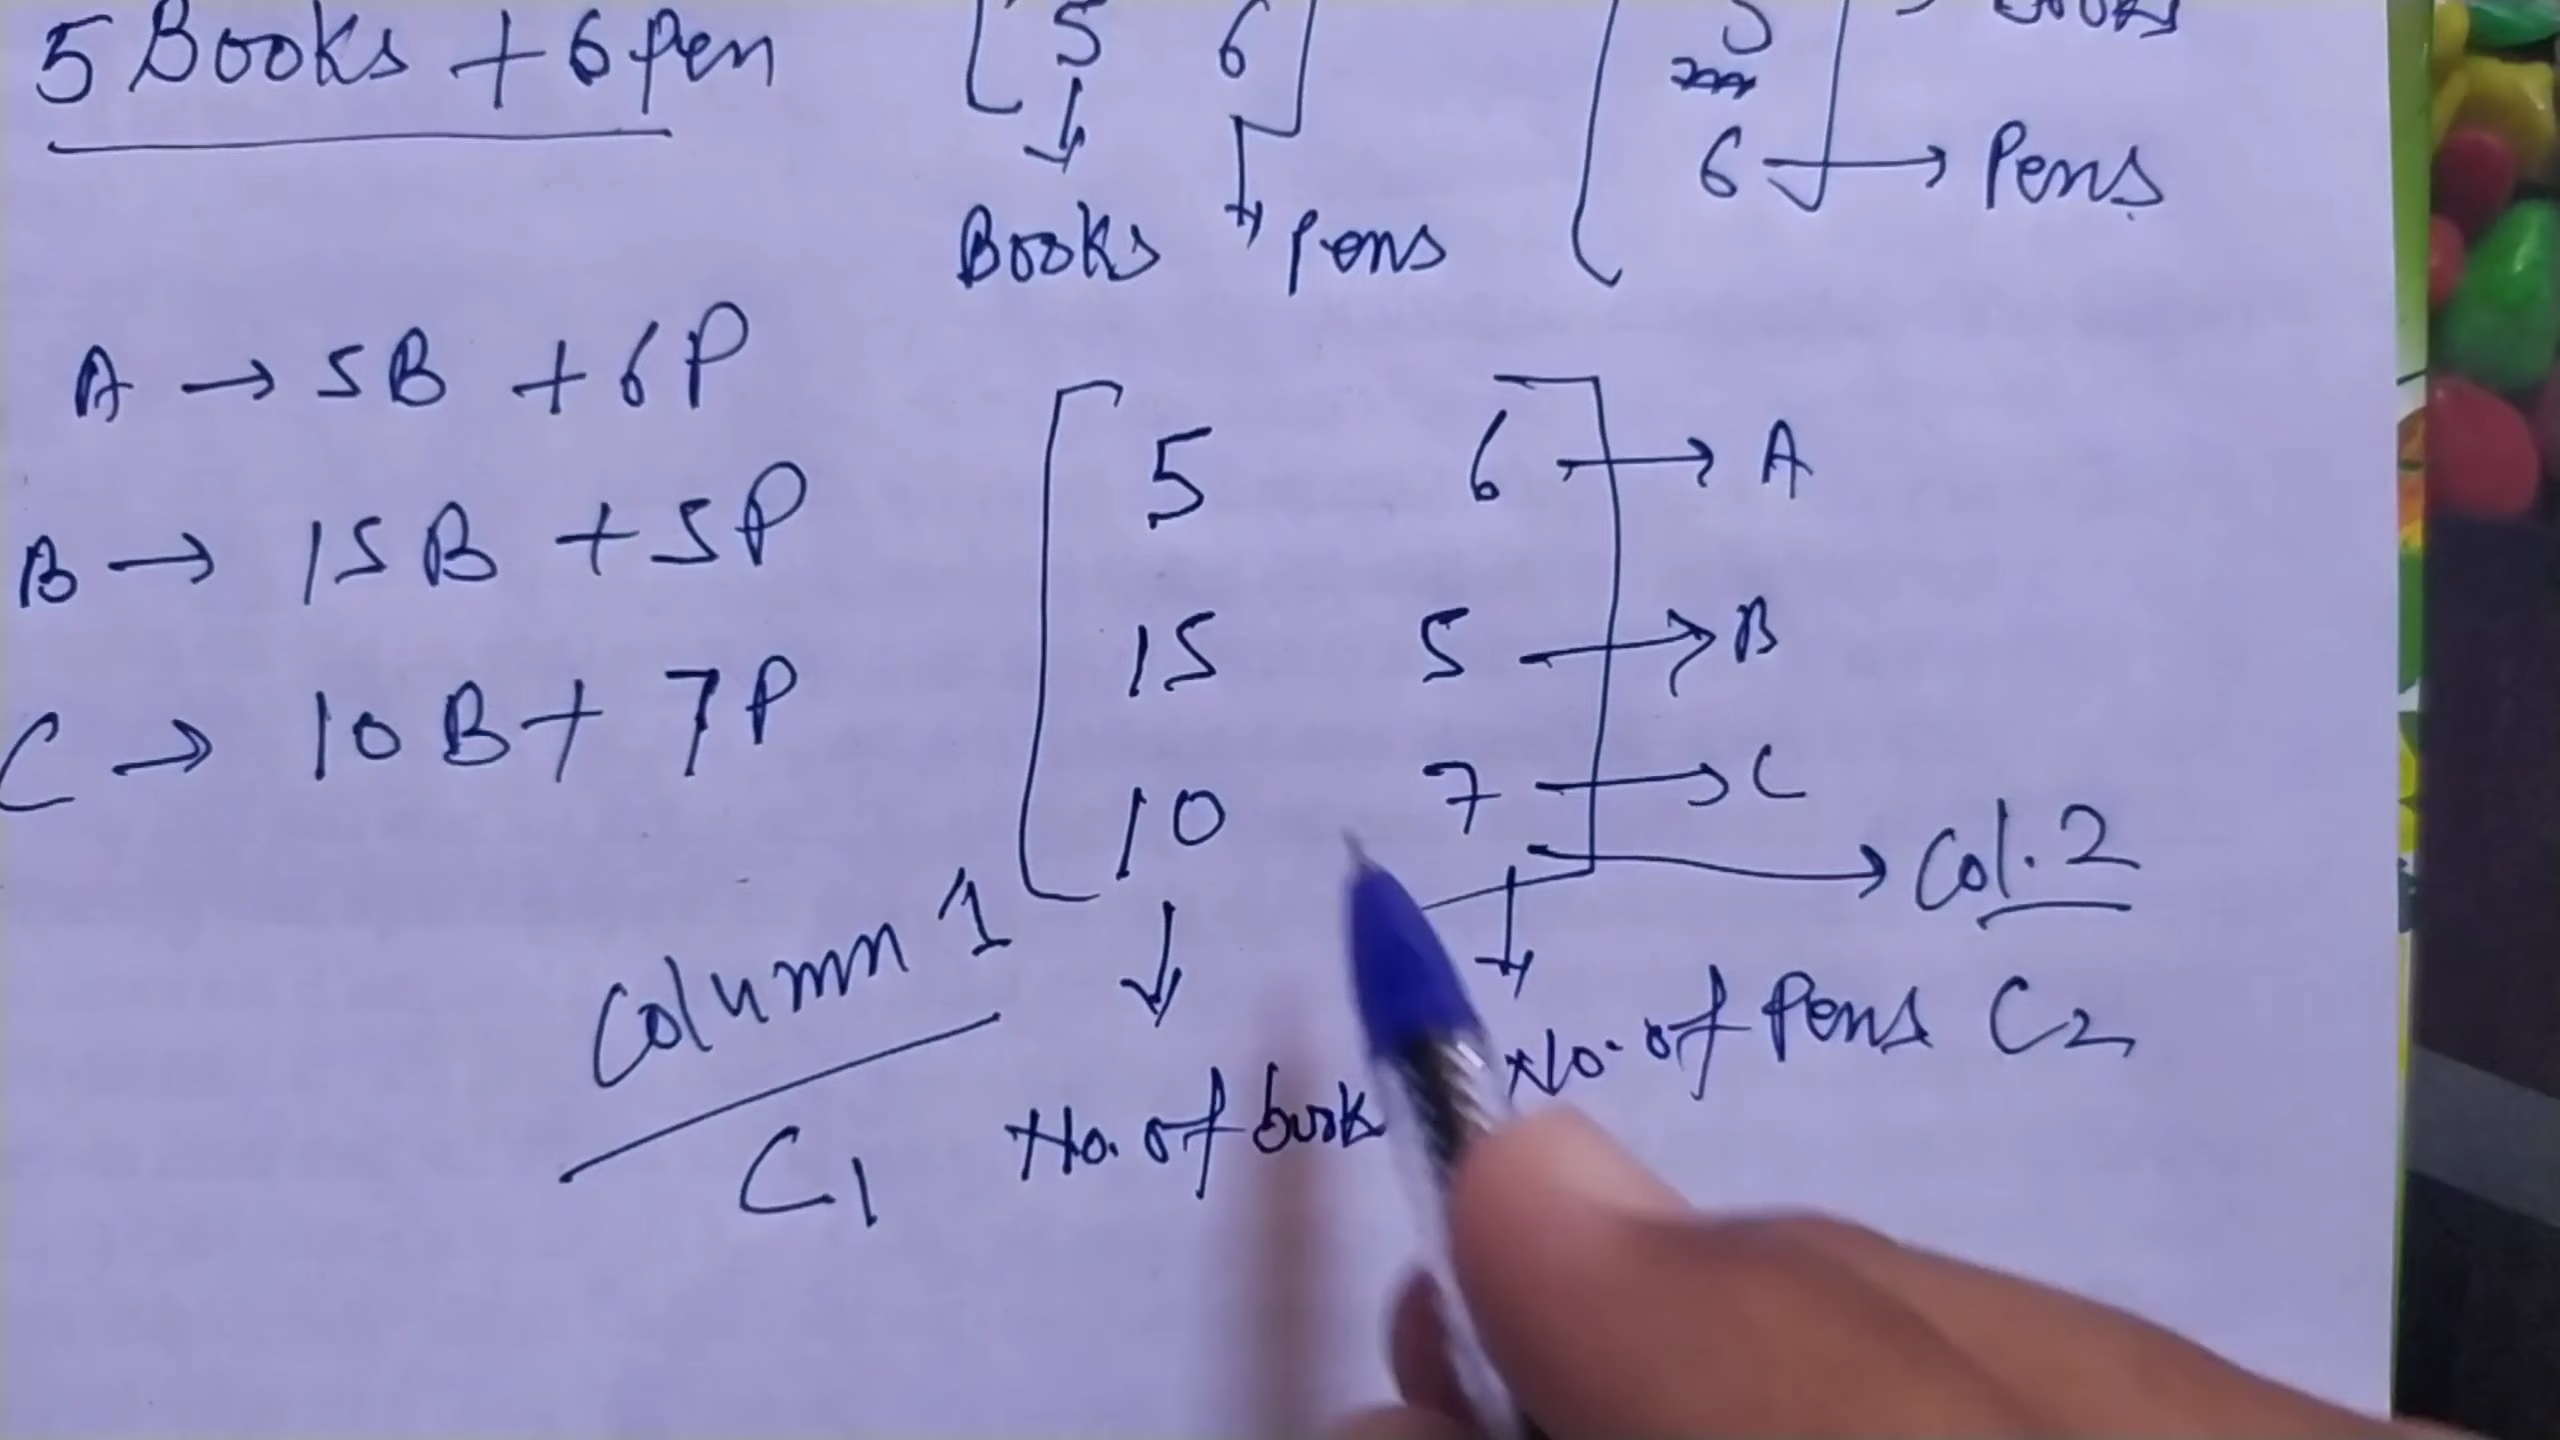 5 Books + 6 Pen
5 6
Books Pens
Books
6 → Pens
A → 5B + 6P
B → 15B + 5P
C → 10B + 7P
5 6 → A
15 5 → B
10 7 → C
Col. 2
Column 1
C1
No. of book
No. of Pens C2